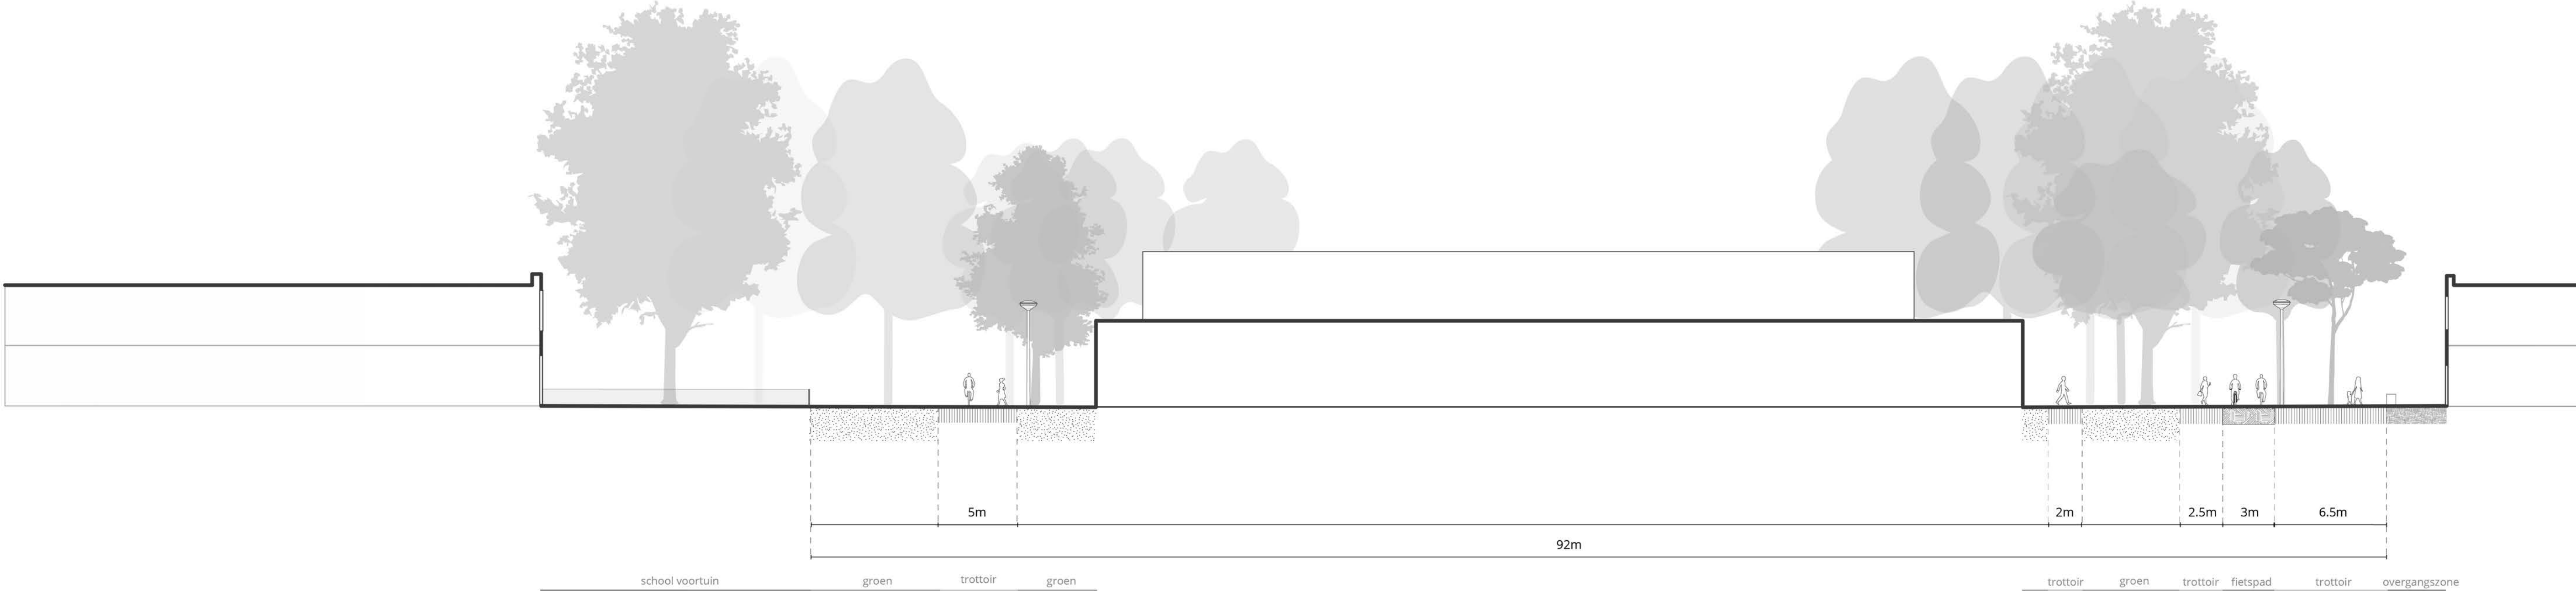 5m
2m
2.5m
3m
6.5m
92m
school voortuin
groen
trottoir
groen
trottoir
groen
trottoir
fietspad
trottoir
overgangszone